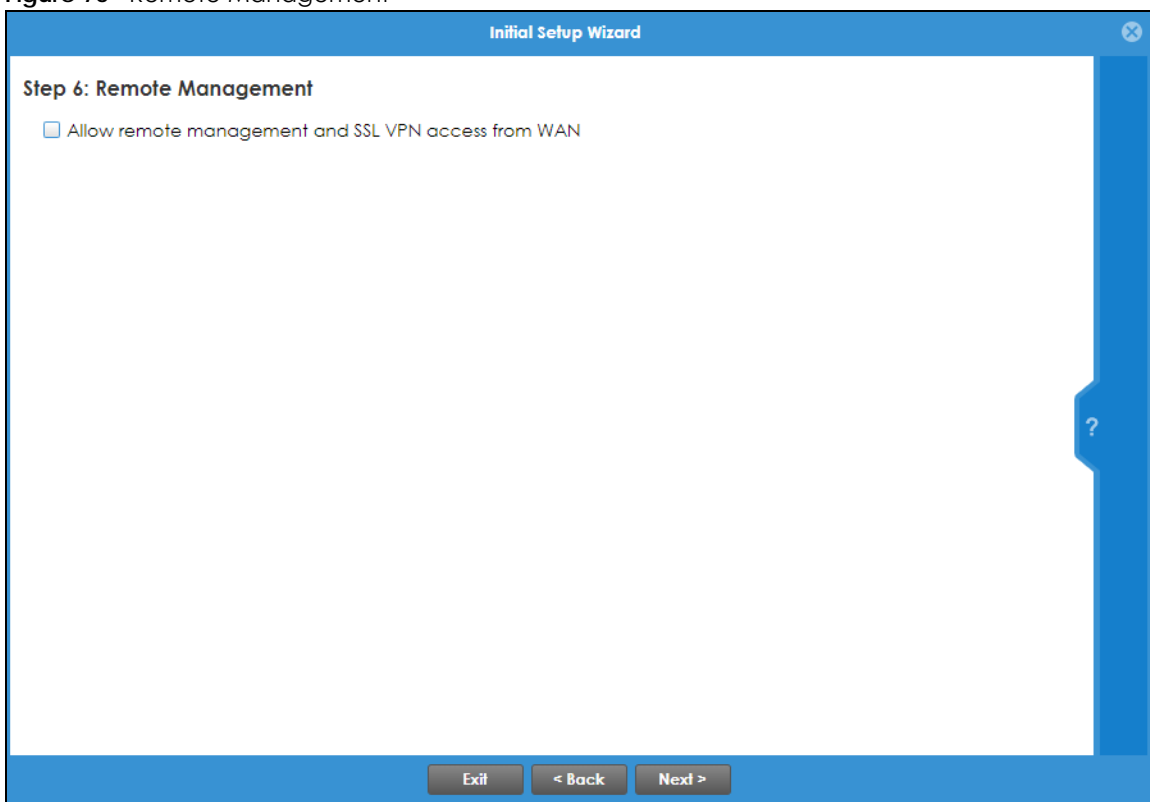 Initial Setup Wizard
Step 6: Remote Management
Allow remote management and SSL VPN access from WAN
?
Exit
< Back
Next >